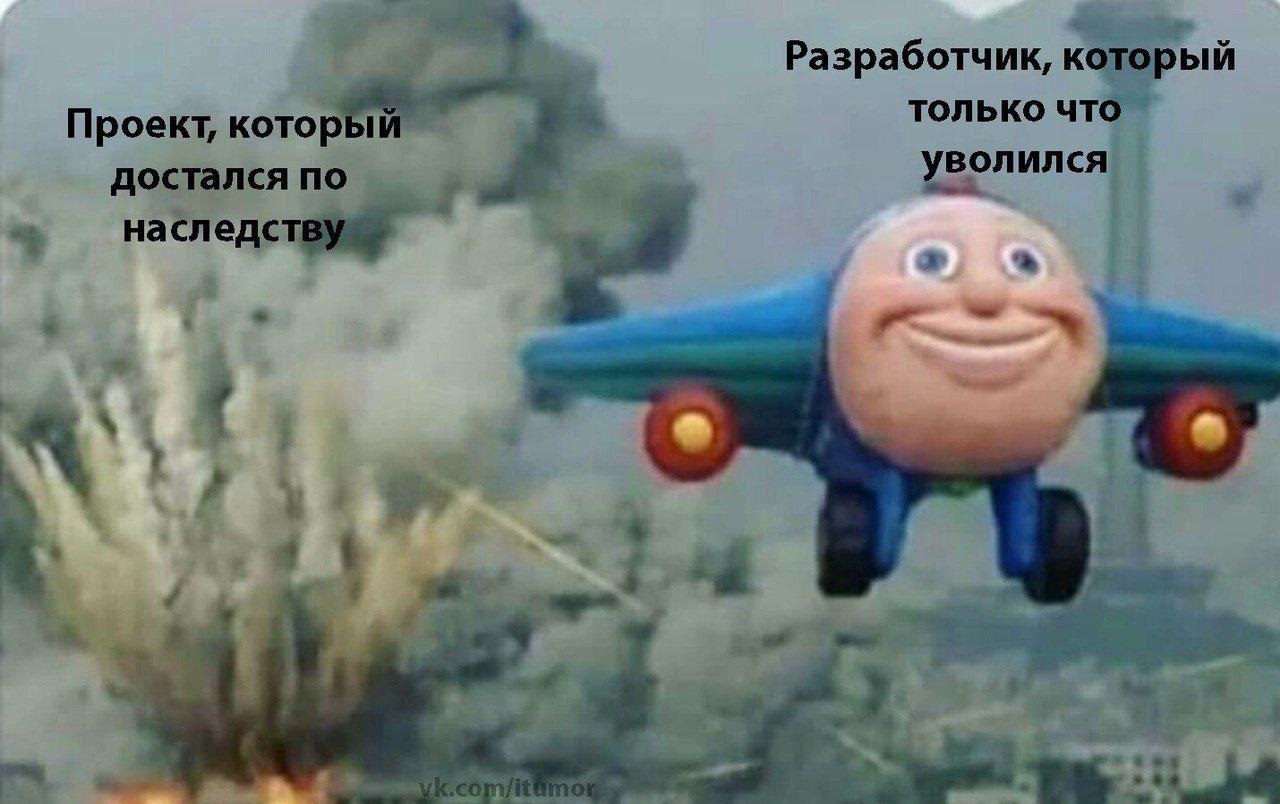 Проект, который
достался по
наследству
Разработчик, который
только что
уволился
vk.com/itumor